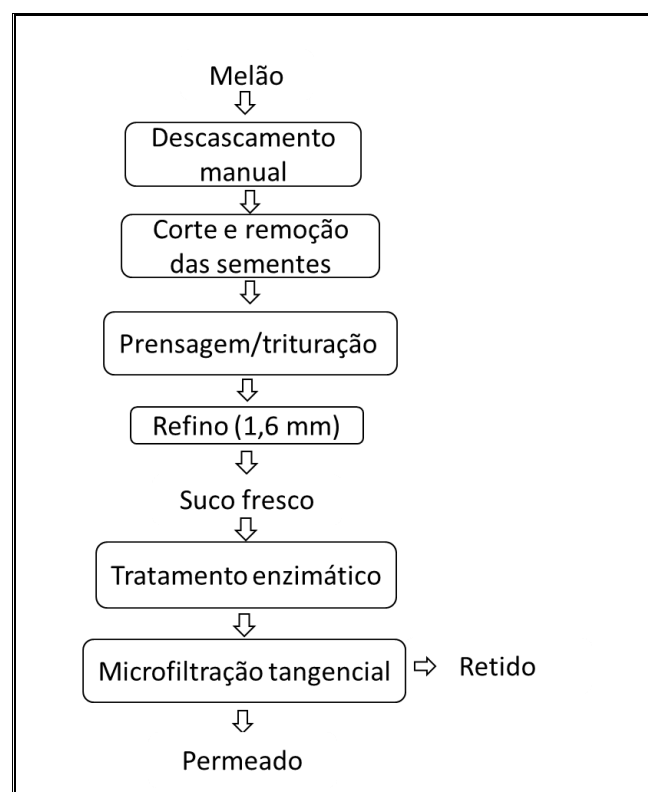 Melão
Descascamento
manual
Corte e remoção
das sementes
Prensagem/trituração
Refino (1,6 mm)
Suco fresco
Tratamento enzimático
Microfiltração tangencial
Retido
Permeado